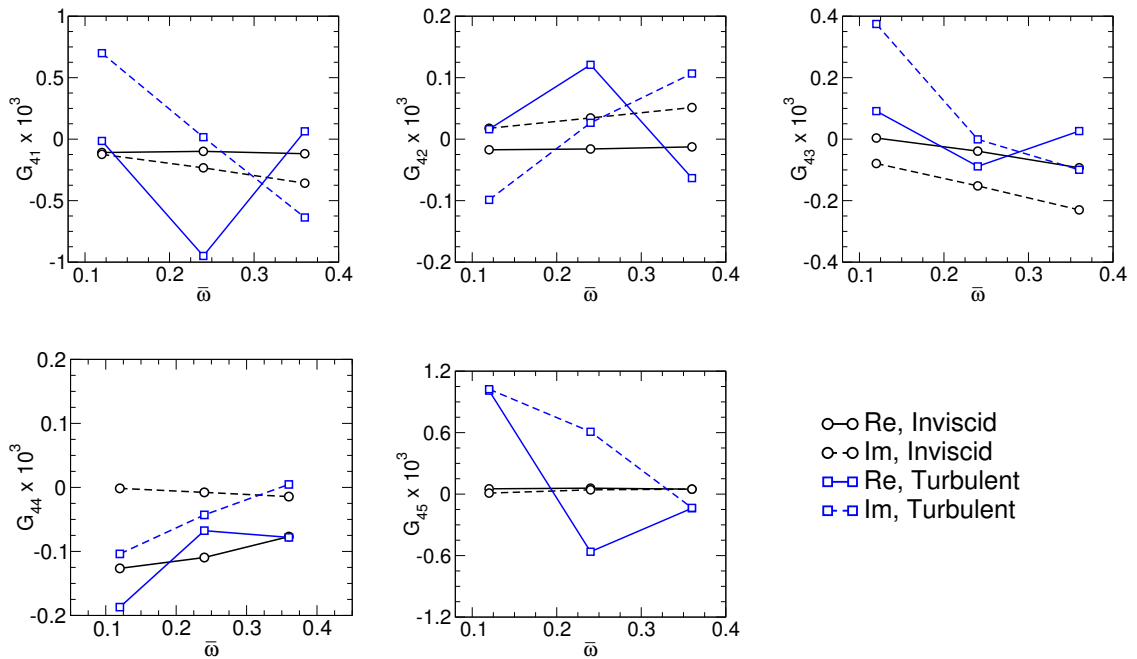 1
0.5
0
-0.5
-1
0.1 0.2 0.3 0.4
G41 x 10^3
ω̄
0.2
0.1
0
-0.1
-0.2
0.1 0.2 0.3 0.4
G42 x 10^3
ω̄
0.4
0.2
0
-0.2
-0.4
0.1 0.2 0.3 0.4
G43 x 10^3
ω̄
0.2
0.1
0
-0.1
-0.2
0.1 0.2 0.3 0.4
G44 x 10^3
ω̄
1.2
0.6
0
-0.6
-1.2
0.1 0.2 0.3 0.4
G45 x 10^3
ω̄
Re, Inviscid
Im, Inviscid
Re, Turbulent
Im, Turbulent